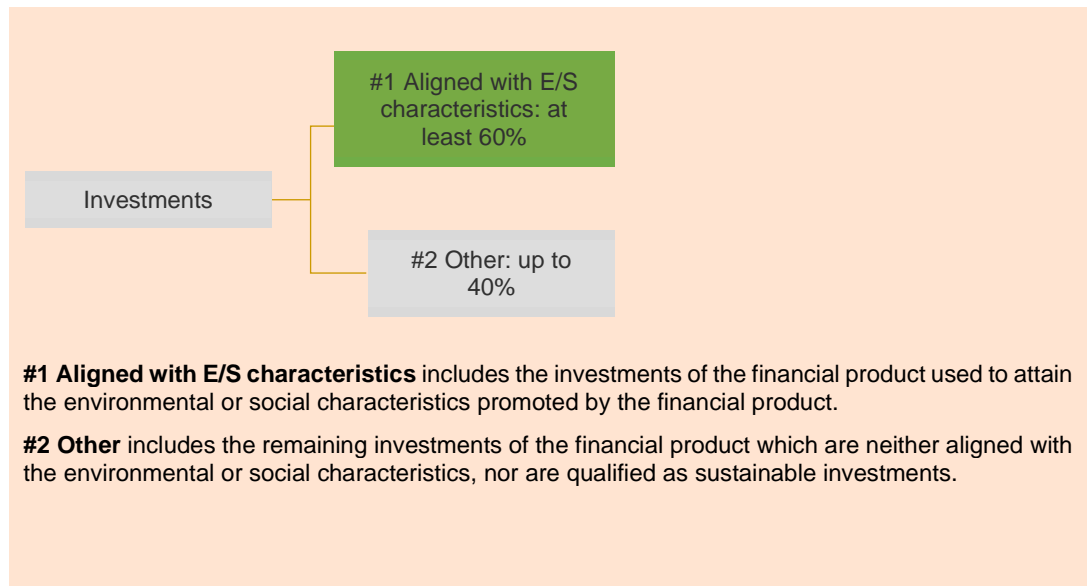 #1 Aligned with E/S
characteristics: at
least 60%
Investments
#2 Other: up to
40%
#1 Aligned with E/S characteristics includes the investments of the financial product used to attain
the environmental or social characteristics promoted by the financial product.
#2 Other includes the remaining investments of the financial product which are neither aligned with
the environmental or social characteristics, nor are qualified as sustainable investments.